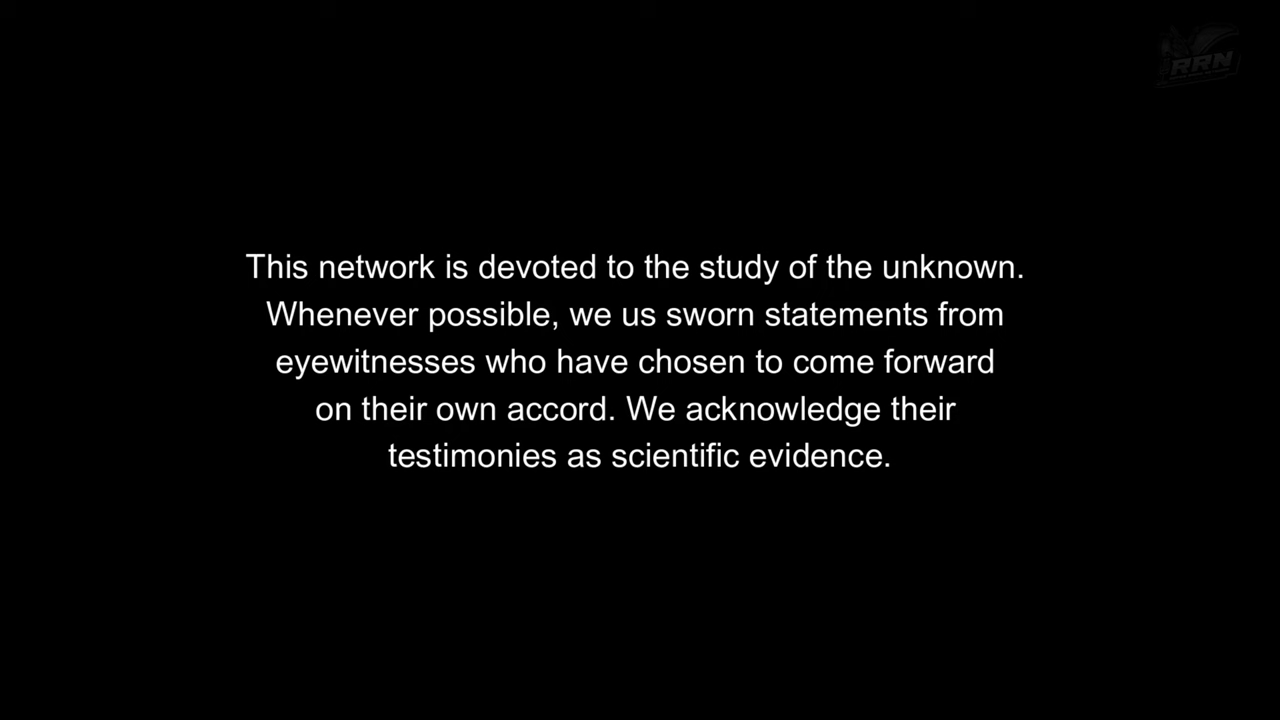 RRN
This network is devoted to the study of the unknown.
Whenever possible, we us sworn statements from
eyewitnesses who have chosen to come forward
on their own accord. We acknowledge their
testimonies as scientific evidence.